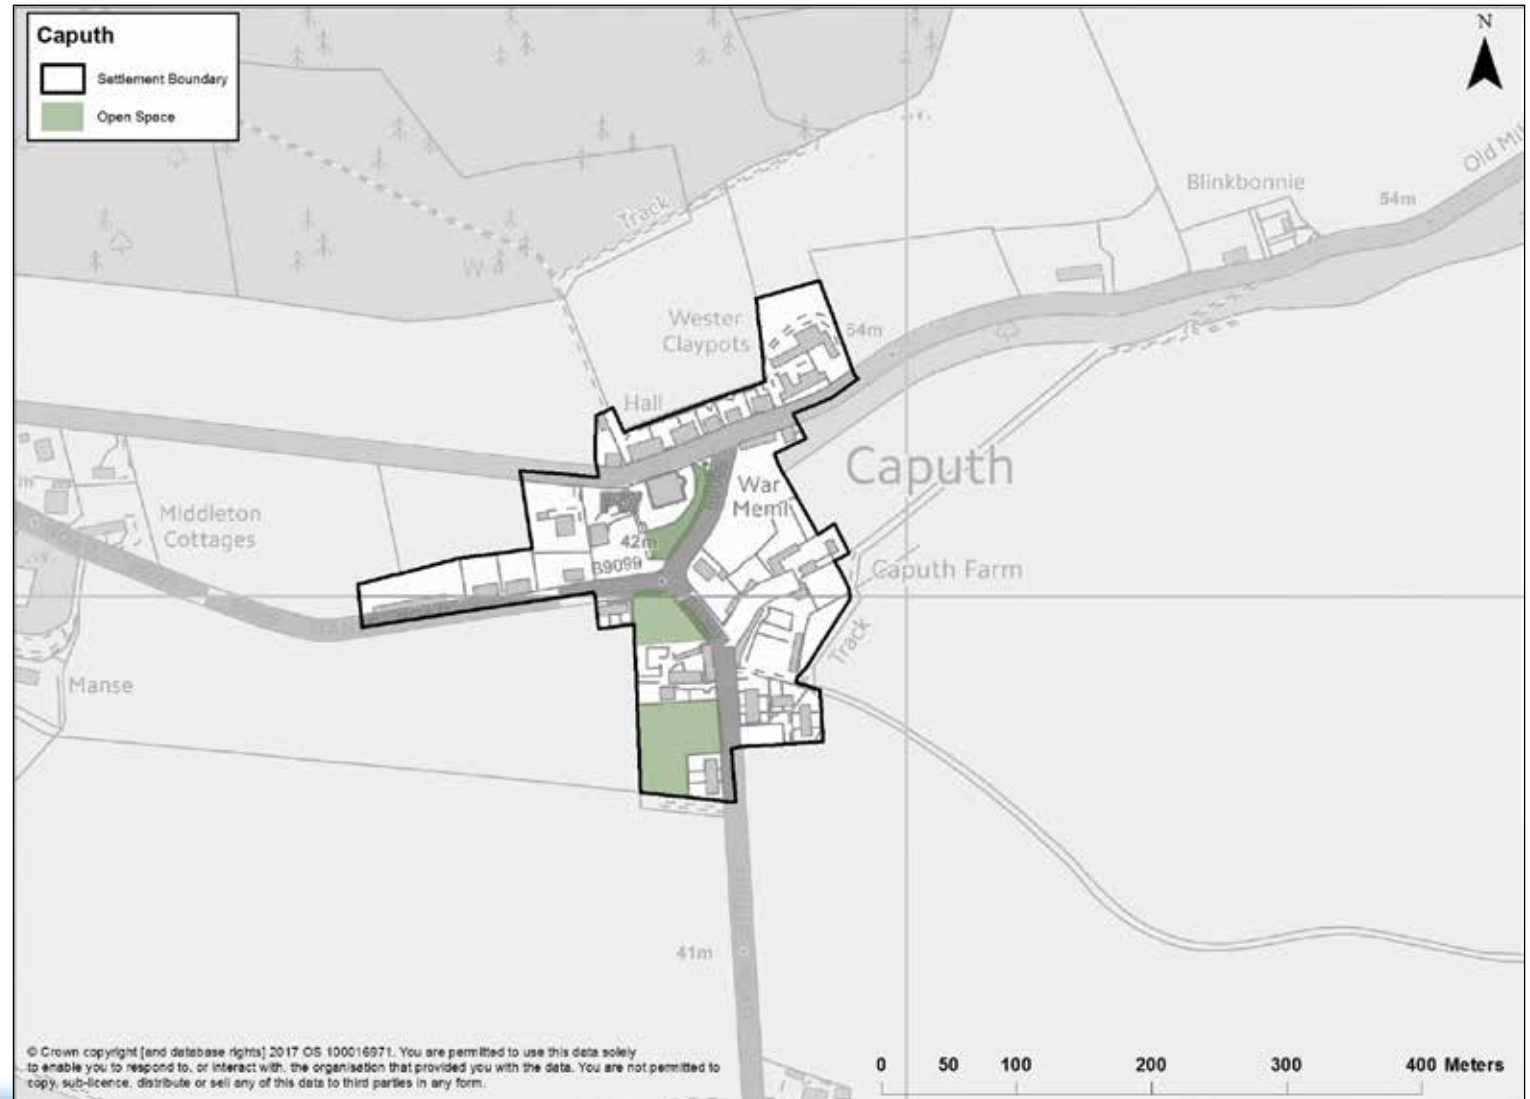 Caputh
Settlement Boundary
Open Space
N
Old Mil
Blinkbonnie
54m
Track
W d
Wester
Claypots
54m
Hall
Caputh
War
Meml
Middleton
Cottages
42m
B9099
Caputh Farm
Track
Manse
41m
© Crown copyright [and database rights] 2017 OS 100016971. You are permitted to use this data solely
to enable you to respond to, or interact with, the organisation that provided you with the data. You are not permitted to
copy, sub-licence, distribute or sell any of this data to third parties in any form.
0 50 100 200 300 400 Meters